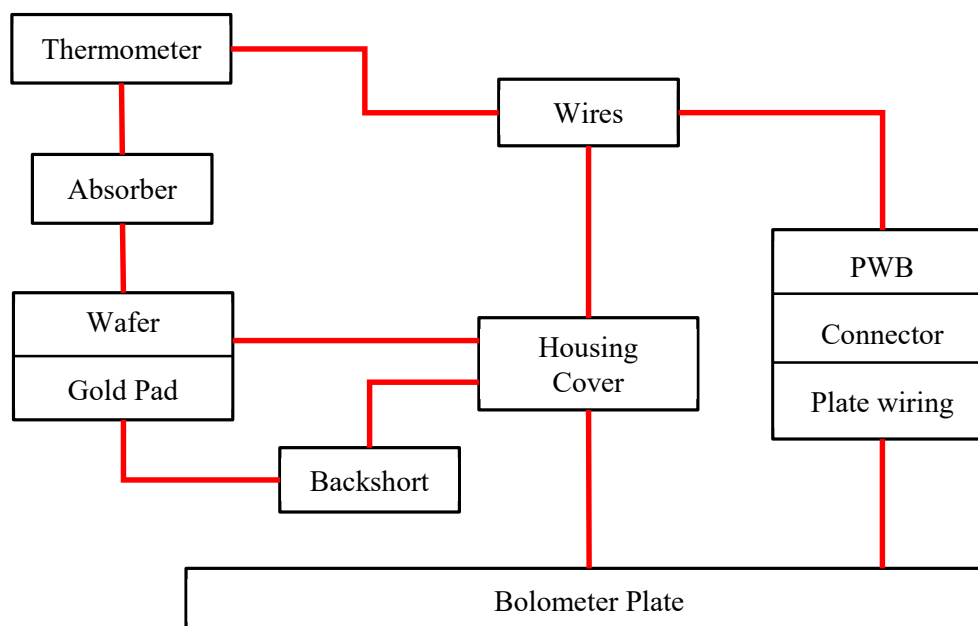 Thermometer
Wires
Absorber
PWB
Wafer
Connector
Housing
Cover
Gold Pad
Plate wiring
Backshort
Bolometer Plate